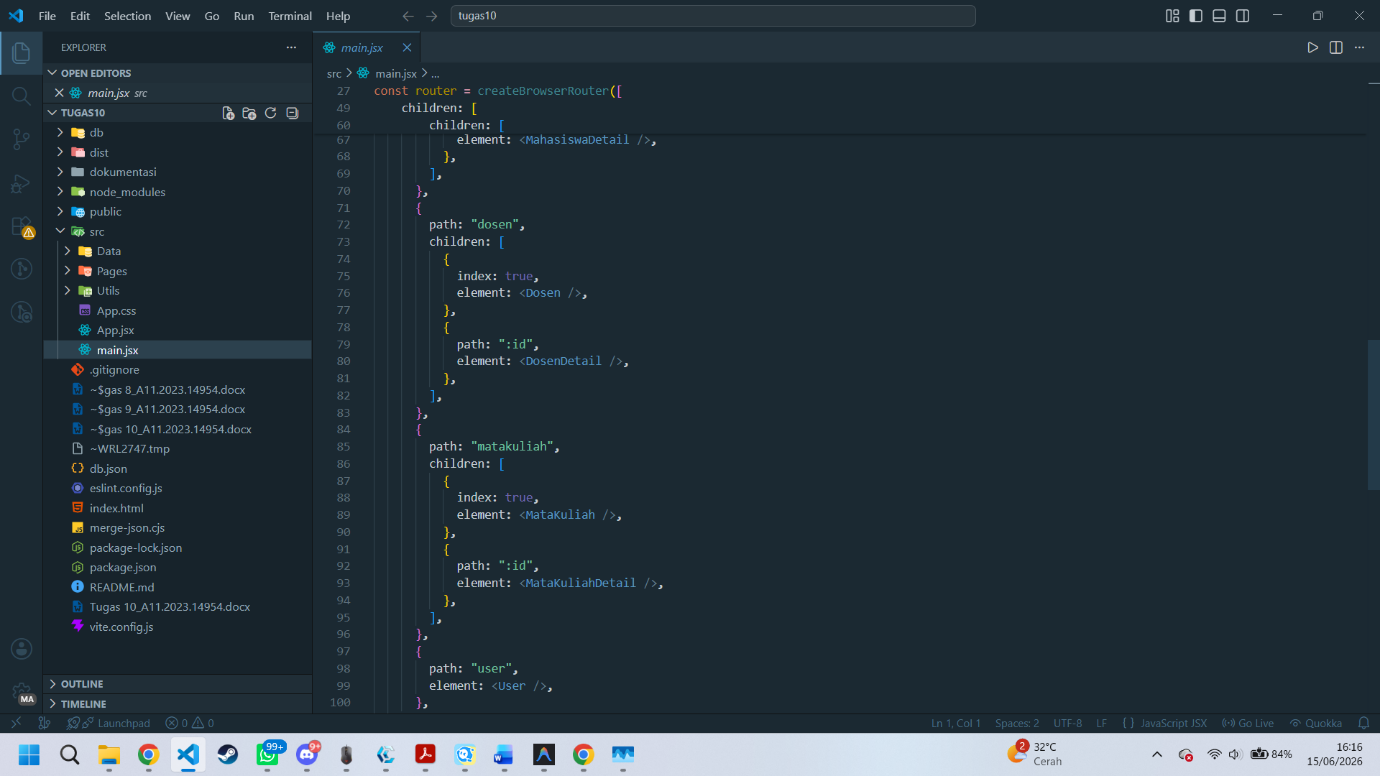 File Edit Selection View Go Run Terminal Help
tugas10
EXPLORER
OPEN EDITORS
main.jsx src
TUGAS10
db
dist
dokumentasi
node_modules
public
src
Data
Pages
Utils
App.css
App.jsx
main.jsx
.gitignore
~$gas 8_A11.2023.14954.docx
~$gas 9_A11.2023.14954.docx
~$gas 10_A11.2023.14954.docx
~WRL2747.tmp
db.json
eslint.config.js
index.html
merge-json.cjs
package-lock.json
package.json
README.md
Tugas 10_A11.2023.14954.docx
vite.config.js
OUTLINE
TIMELINE
MA
main.jsx
src > main.jsx > ...
27 const router = createBrowserRouter([
49 children: [
60 children: [
67 element: <MahasiswaDetail />,
68 },
69 ],
70 },
71 {
72 path: "dosen",
73 children: [
74 {
75 index: true,
76 element: <Dosen />,
77 },
78 {
79 path: ":id",
80 element: <DosenDetail />,
81 },
82 ],
83 },
84 {
85 path: "matakuliah",
86 children: [
87 {
88 index: true,
89 element: <MataKuliah />,
90 },
91 {
92 path: ":id",
93 element: <MataKuliahDetail />,
94 },
95 ],
96 },
97 {
98 path: "user",
99 element: <User />,
100 },
Launchpad 0 0 Ln 1, Col 1 Spaces: 2 UTF-8 LF { } JavaScript JSX Go Live Quokka
99+ 9+ 2 32°C 84% 16:16
Cerah 15/06/2026